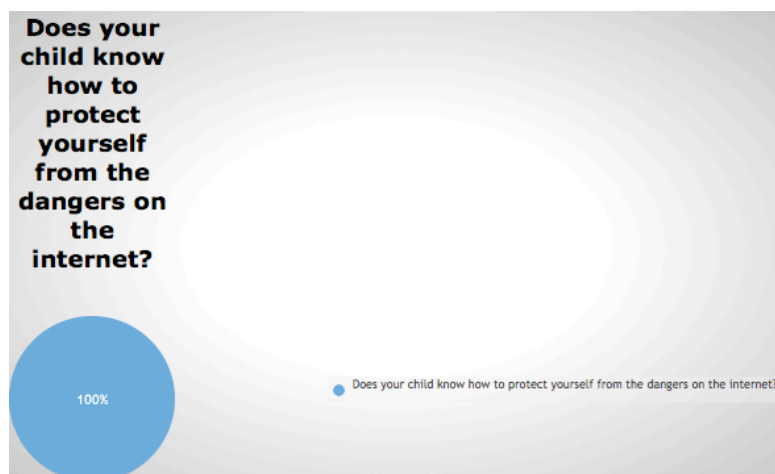 Does your
child know
how to
protect
yourself
from the
dangers on
the
internet?
100%
Does your child know how to protect yourself from the dangers on the internet?